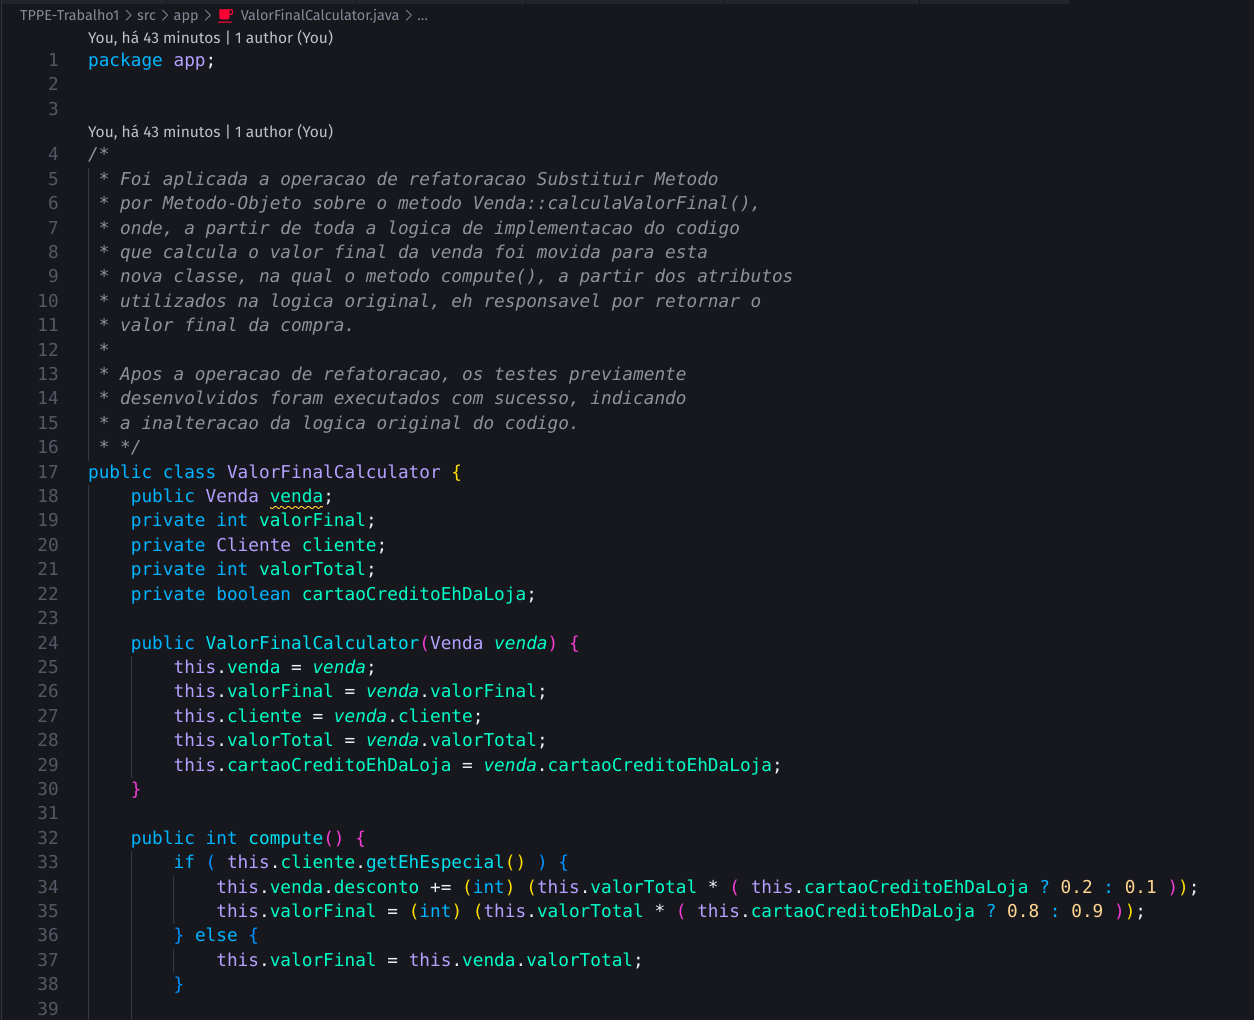 TPPE-Trabalho1 > src > app > ValorFinalCalculator.java > ...
You, há 43 minutos | 1 author (You)
1 package app;
2
3
You, há 43 minutos | 1 author (You)
4 /*
5 * Foi aplicada a operacao de refatoracao Substituir Metodo
6 * por Metodo-Objeto sobre o metodo Venda::calculaValorFinal(),
7 * onde, a partir de toda a logica de implementacao do codigo
8 * que calcula o valor final da venda foi movida para esta
9 * nova classe, na qual o metodo compute(), a partir dos atributos
10 * utilizados na logica original, eh responsavel por retornar o
11 * valor final da compra.
12 *
13 * Apos a operacao de refatoracao, os testes previamente
14 * desenvolvidos foram executados com sucesso, indicando
15 * a inalteracao da logica original do codigo.
16 * */
17 public class ValorFinalCalculator {
18 public Venda venda;
19 private int valorFinal;
20 private Cliente cliente;
21 private int valorTotal;
22 private boolean cartaoCreditoEhDaLoja;
23
24 public ValorFinalCalculator(Venda venda) {
25 this.venda = venda;
26 this.valorFinal = venda.valorFinal;
27 this.cliente = venda.cliente;
28 this.valorTotal = venda.valorTotal;
29 this.cartaoCreditoEhDaLoja = venda.cartaoCreditoEhDaLoja;
30 }
31
32 public int compute() {
33 if ( this.cliente.getEhEspecial() ) {
34 this.venda.desconto += (int) (this.valorTotal * ( this.cartaoCreditoEhDaLoja ? 0.2 : 0.1 ));
35 this.valorFinal = (int) (this.valorTotal * ( this.cartaoCreditoEhDaLoja ? 0.8 : 0.9 ));
36 } else {
37 this.valorFinal = this.venda.valorTotal;
38 }
39